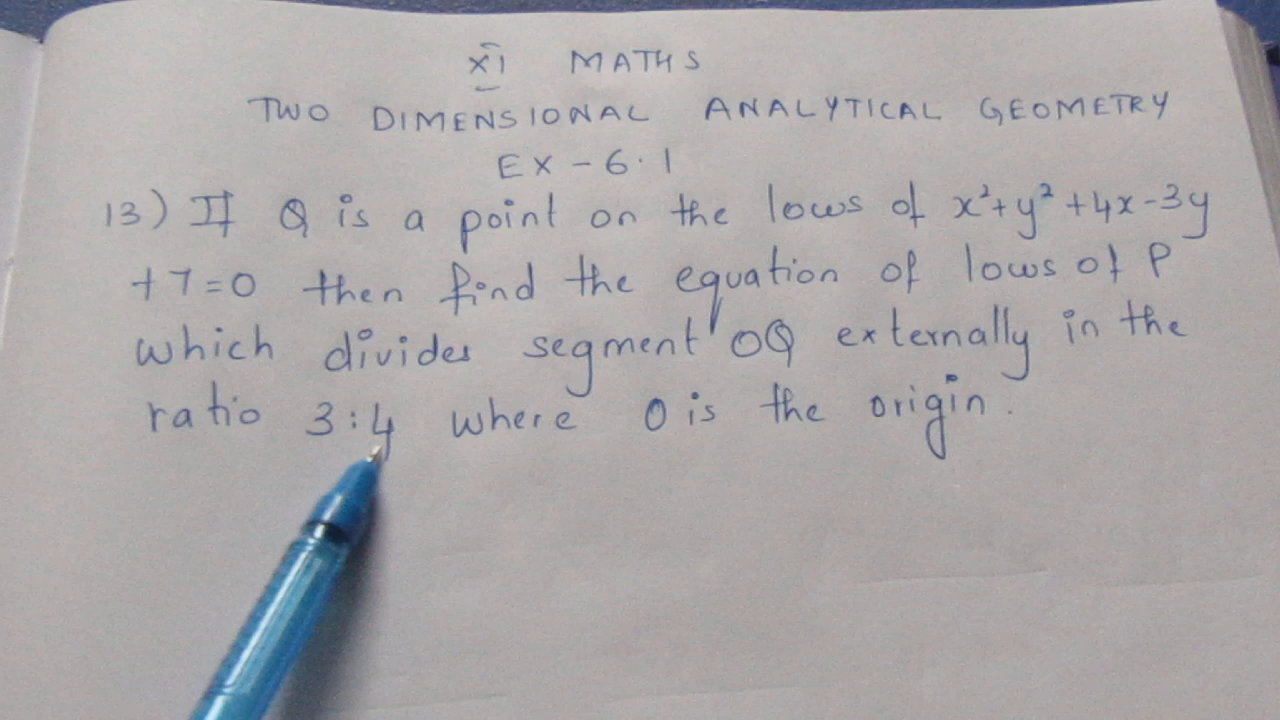 XI MATHS
TWO DIMENSIONAL ANALYTICAL GEOMETRY
EX - 6.1
13) If Q is a point on the locus of x²+y²+4x-3y
+7=0 then find the equation of locus of P
which divides segment OQ externally in the
ratio 3:4 where O is the origin.